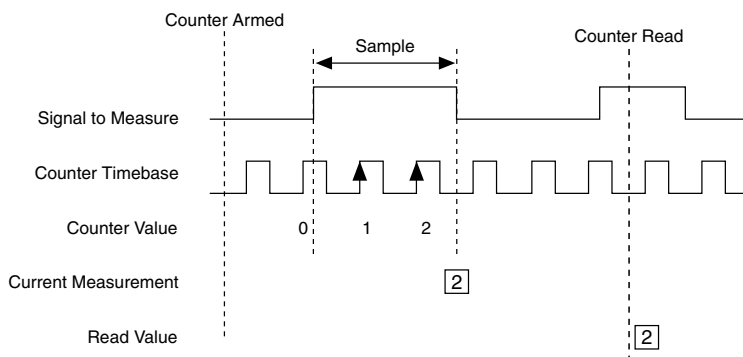 Counter Armed
Sample
Counter Read
Signal to Measure
Counter Timebase
Counter Value 0 1 2
Current Measurement 2
Read Value 2